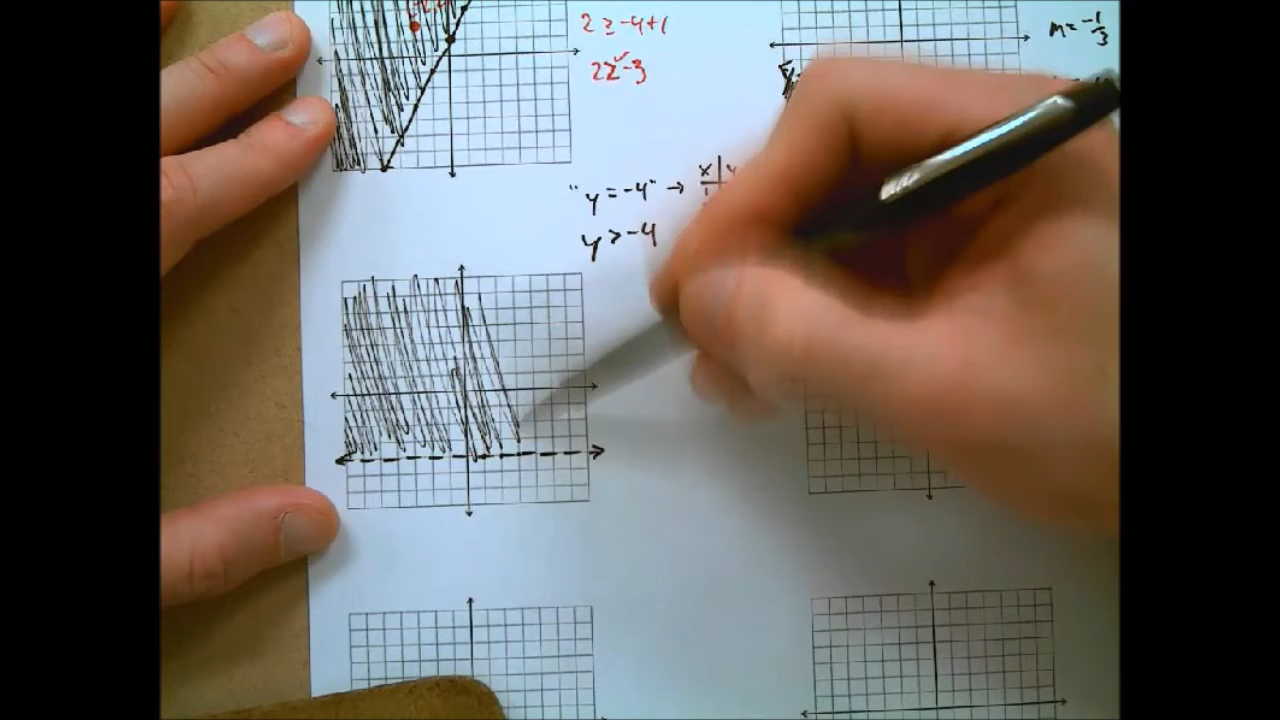 2 ≥ -4+1
2 ≥ -3
m = -1/3
"y = -4" → x | y
y > -4